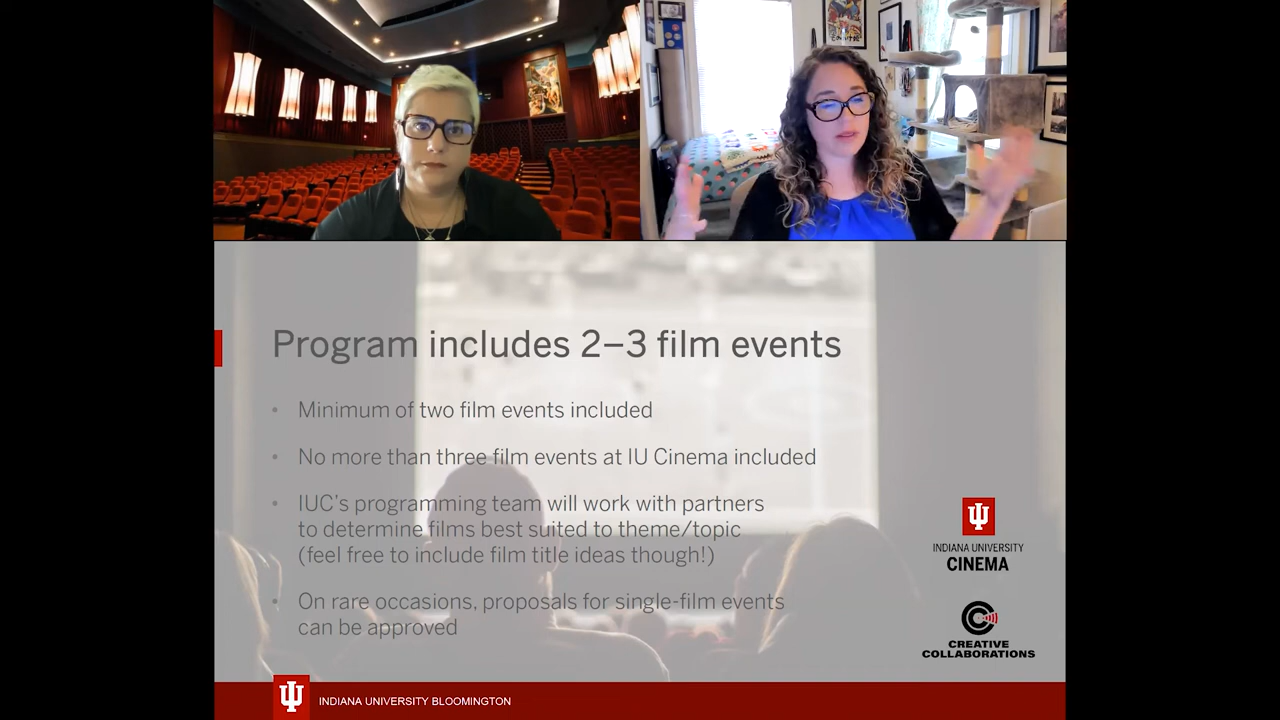 Program includes 2–3 film events
• Minimum of two film events included
• No more than three film events at IU Cinema included
• IUC's programming team will work with partners
to determine films best suited to theme/topic
(feel free to include film title ideas though!)
• On rare occasions, proposals for single-film events
can be approved
INDIANA UNIVERSITY
CINEMA
CREATIVE
COLLABORATIONS
INDIANA UNIVERSITY BLOOMINGTON